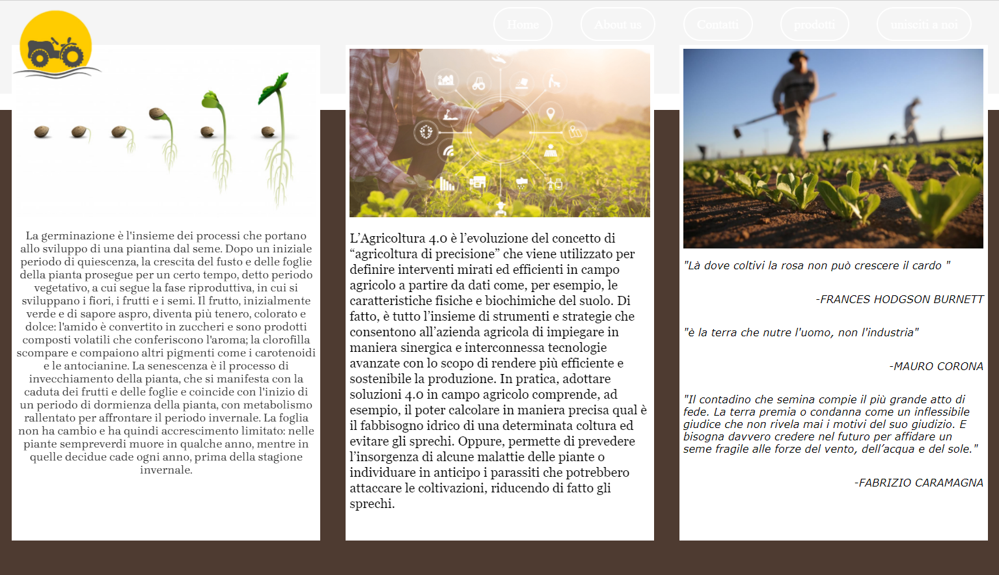 Home
About us
Contatti
prodotti
unisciti a noi
La germinazione è l'insieme dei processi che portano
allo sviluppo di una piantina dal seme. Dopo un iniziale
periodo di quiescenza, la crescita del fusto e delle foglie
della pianta prosegue per un certo tempo, detto periodo
vegetativo, a cui segue la fase riproduttiva, in cui si
sviluppano i fiori, i frutti e i semi. Il frutto, inizialmente
verde e di sapore aspro, diventa più tenero, colorato e
dolce: l'amido è convertito in zuccheri e sono prodotti
composti volatili che conferiscono l'aroma; la clorofilla
scompare e compaiono altri pigmenti come i carotenoidi
e le antocianine. La senescenza è il processo di
invecchiamento della pianta, che si manifesta con la
caduta dei frutti e delle foglie e coincide con l'inizio di
un periodo di dormienza della pianta, con metabolismo
rallentato per affrontare il periodo invernale. La foglia
non ha cambio e ha quindi accrescimento limitato: nelle
piante sempreverdi muore in qualche anno, mentre in
quelle decidue cade ogni anno, prima della stagione
invernale.
L’Agricoltura 4.0 è l’evoluzione del concetto di
“agricoltura di precisione” che viene utilizzato per
definire interventi mirati ed efficienti in campo
agricolo a partire da dati come, per esempio, le
caratteristiche fisiche e biochimiche del suolo. Di
fatto, è tutto l’insieme di strumenti e strategie che
consentono all’azienda agricola di impiegare in
maniera sinergica e interconnessa tecnologie
avanzate con lo scopo di rendere più efficiente e
sostenibile la produzione. In pratica, adottare
soluzioni 4.0 in campo agricolo comprende, ad
esempio, il poter calcolare in maniera precisa qual è
il fabbisogno idrico di una determinata coltura ed
evitare gli sprechi. Oppure, permette di prevedere
l’insorgenza di alcune malattie delle piante o
individuare in anticipo i parassiti che potrebbero
attaccare le coltivazioni, riducendo di fatto gli
sprechi.
"Là dove coltivi la rosa non può crescere il cardo "
-FRANCES HODGSON BURNETT
"è la terra che nutre l'uomo, non l'industria"
-MAURO CORONA
"Il contadino che semina compie il più grande atto di
fede. La terra premia o condanna come un inflessibile
giudice che non rivela mai i motivi del suo giudizio. E
bisogna davvero credere nel futuro per affidare un
seme fragile alle forze del vento, dell’acqua e del sole."
-FABRIZIO CARAMAGNA